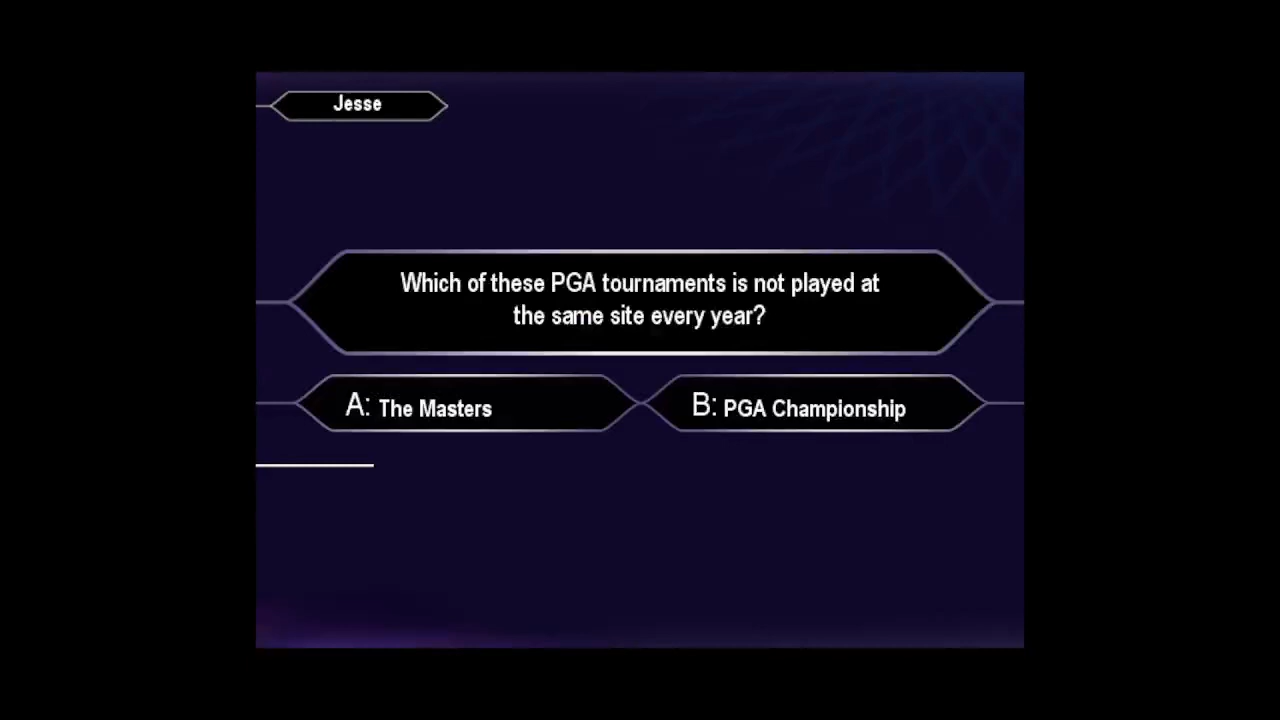 Jesse
Which of these PGA tournaments is not played at
the same site every year?
A: The Masters
B: PGA Championship